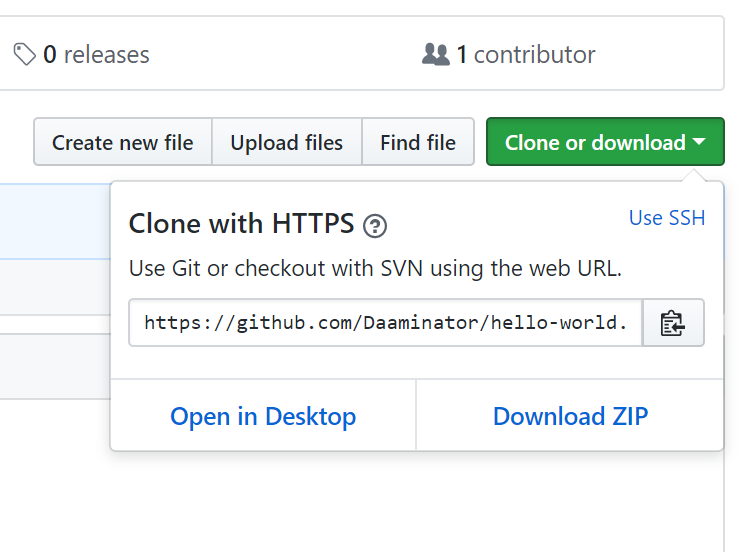 0 releases
1 contributor
Create new file
Upload files
Find file
Clone or download
Clone with HTTPS ?
Use SSH
Use Git or checkout with SVN using the web URL.
https://github.com/Daaminator/hello-world.
Open in Desktop
Download ZIP